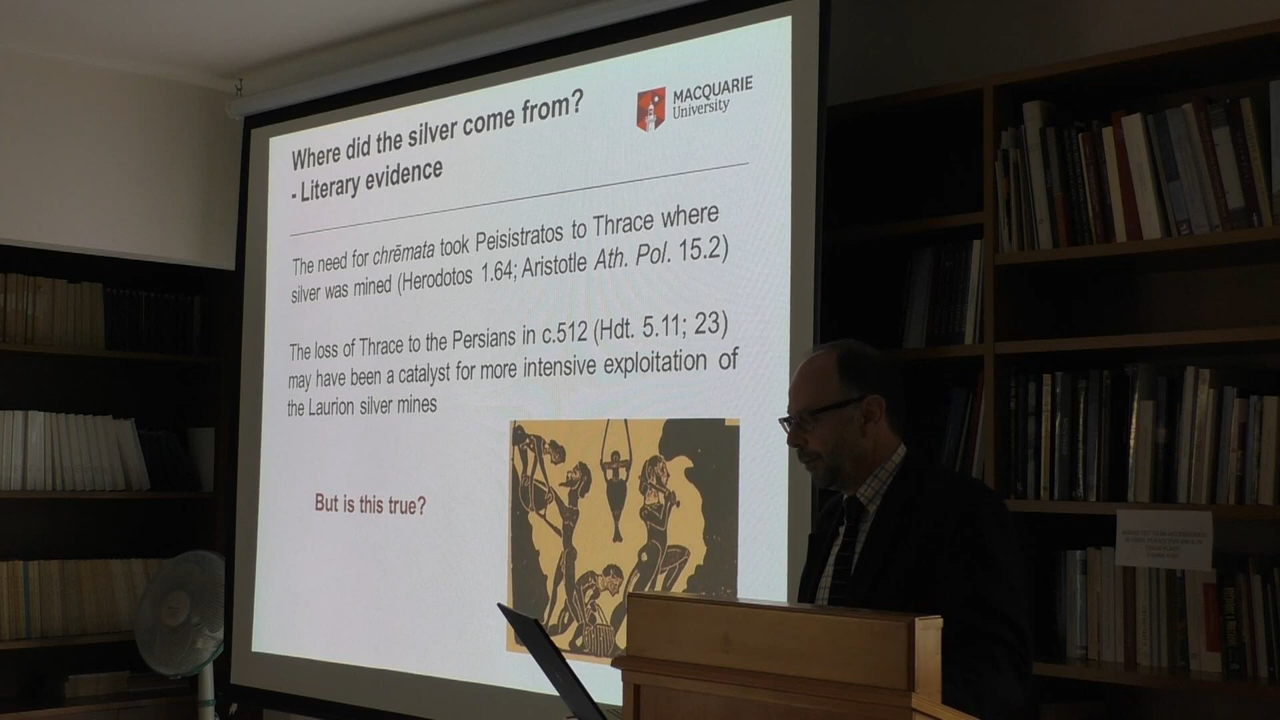 Where did the silver come from?
- Literary evidence
MACQUARIE
University
The need for chrēmata took Peisistratos to Thrace where
silver was mined (Herodotos 1.64; Aristotle Ath. Pol. 15.2)
The loss of Thrace to the Persians in c.512 (Hdt. 5.11; 23)
may have been a catalyst for more intensive exploitation of
the Laurion silver mines
But is this true?